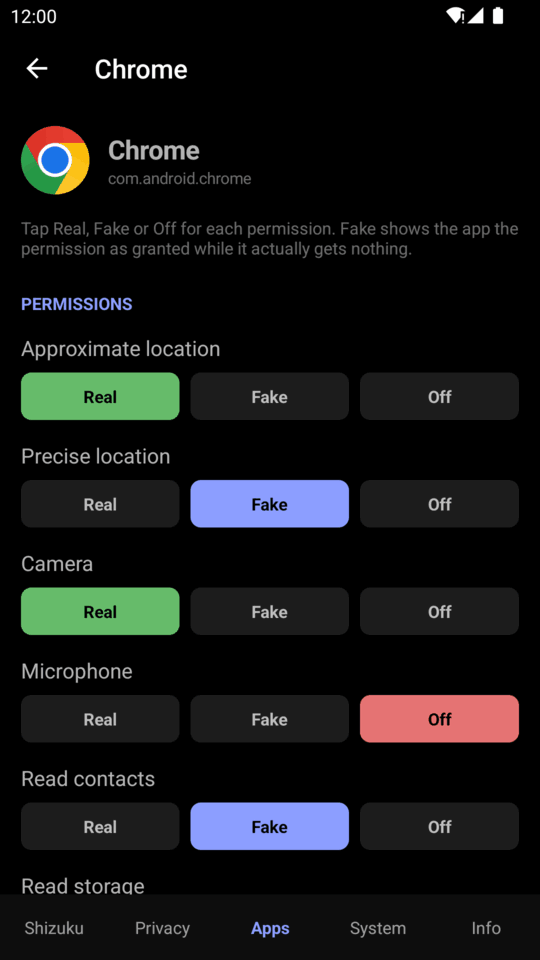 12:00
Chrome
Chrome
com.android.chrome
Tap Real, Fake or Off for each permission. Fake shows the app the
permission as granted while it actually gets nothing.
PERMISSIONS
Approximate location
Real Fake Off
Precise location
Real Fake Off
Camera
Real Fake Off
Microphone
Real Fake Off
Read contacts
Real Fake Off
Read storage
Shizuku Privacy Apps System Info